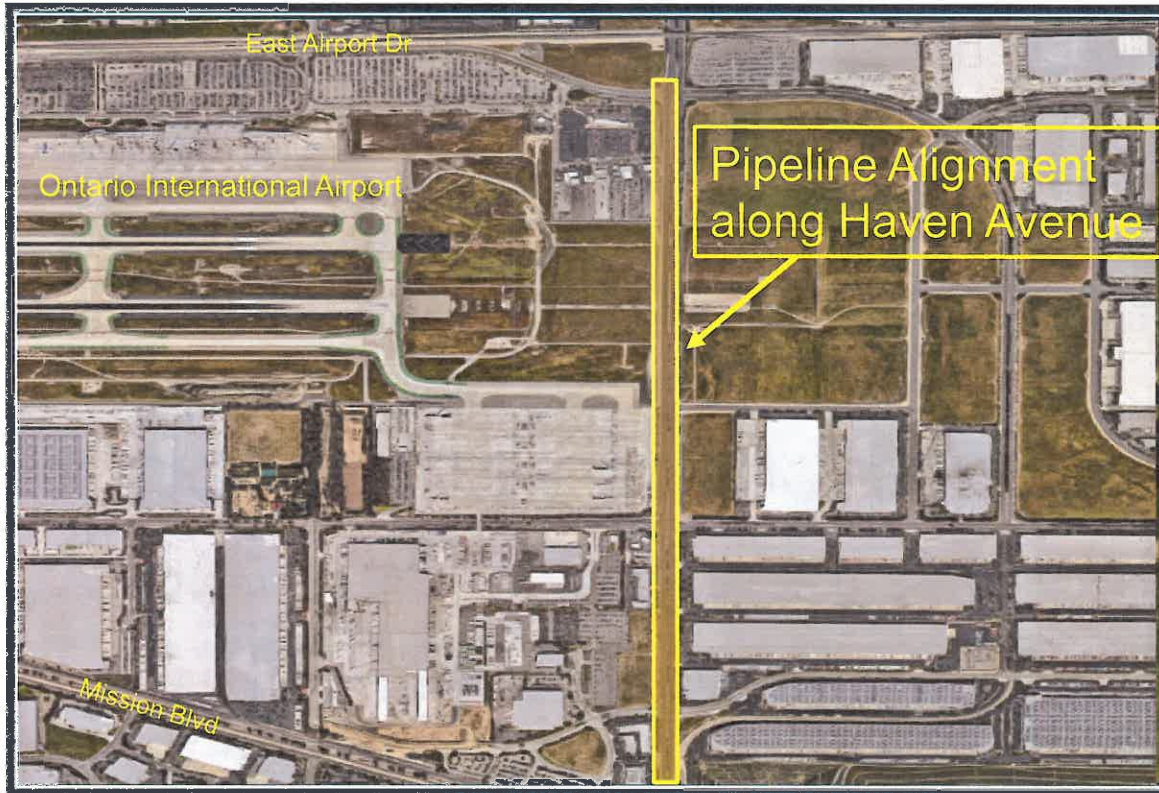 East Airport Dr
Pipeline Alignment
along Haven Avenue
Ontario International Airport
Mission Blvd